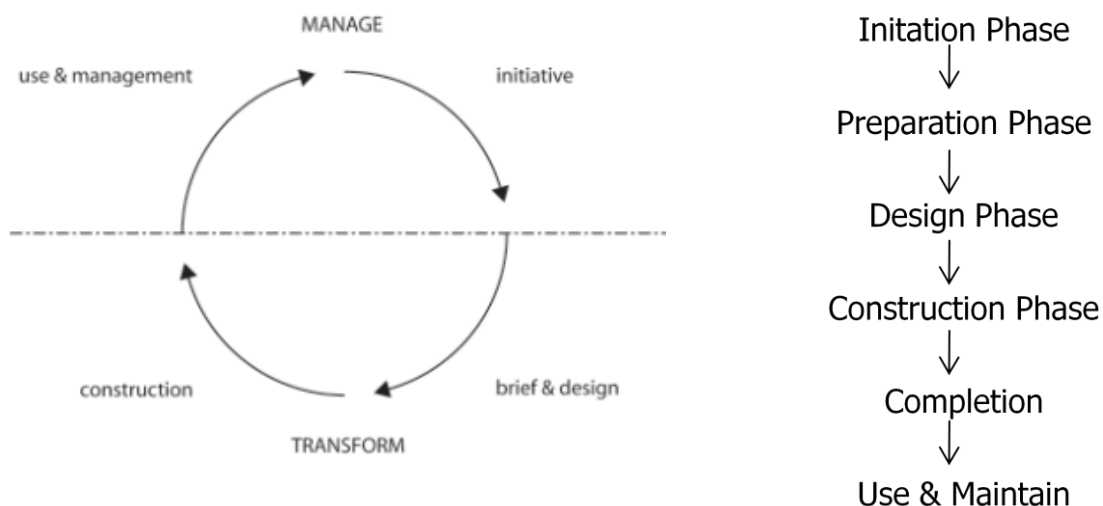 MANAGE
use & management
initiative
construction
brief & design
TRANSFORM
Initation Phase
Preparation Phase
Design Phase
Construction Phase
Completion
Use & Maintain